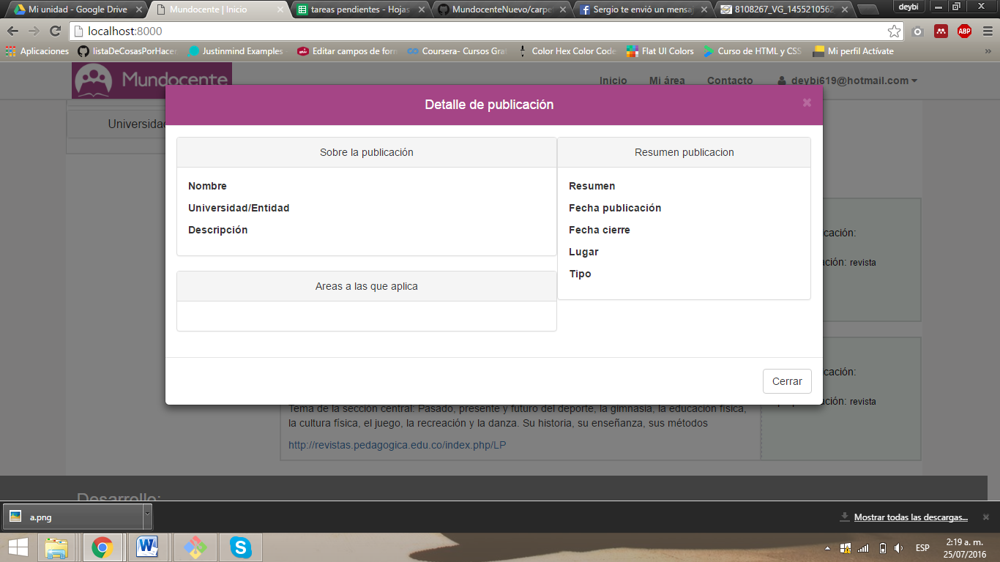 Mi unidad - Google Drive
Mundocente | Inicio
tareas pendientes - Hojas
MundocenteNuevo/carpe
Sergio te envió un mensaj
8108267_VG_1455210562
deybi
localhost:8000
ABP
Aplicaciones
listaDeCosasPorHacer
Justinmind Examples
Editar campos de form
Coursera- Cursos Grat
Color Hex Color Code
Flat UI Colors
Curso de HTML y CSS
Mi perfil Actívate
»
Mundocente
Inicio
Mi área
Contacto
deybi619@hotmail.com
Universidad
Detalle de publicación
Sobre la publicación
Nombre
Universidad/Entidad
Descripción
Areas a las que aplica
Resumen publicacion
Resumen
Fecha publicación
Fecha cierre
Lugar
Tipo
Cerrar
cación:
ción: revista
cación:
ción: revista
Tema de la sección central: Pasado, presente y futuro del deporte, la gimnasia, la educación física,
la cultura física, el juego, la recreación y la danza. Su historia, su enseñanza, sus métodos
http://revistas.pedagogica.edu.co/index.php/LP
Desarrollo:
a.png
Mostrar todas las descargas...
ESP
2:19 a. m.
25/07/2016